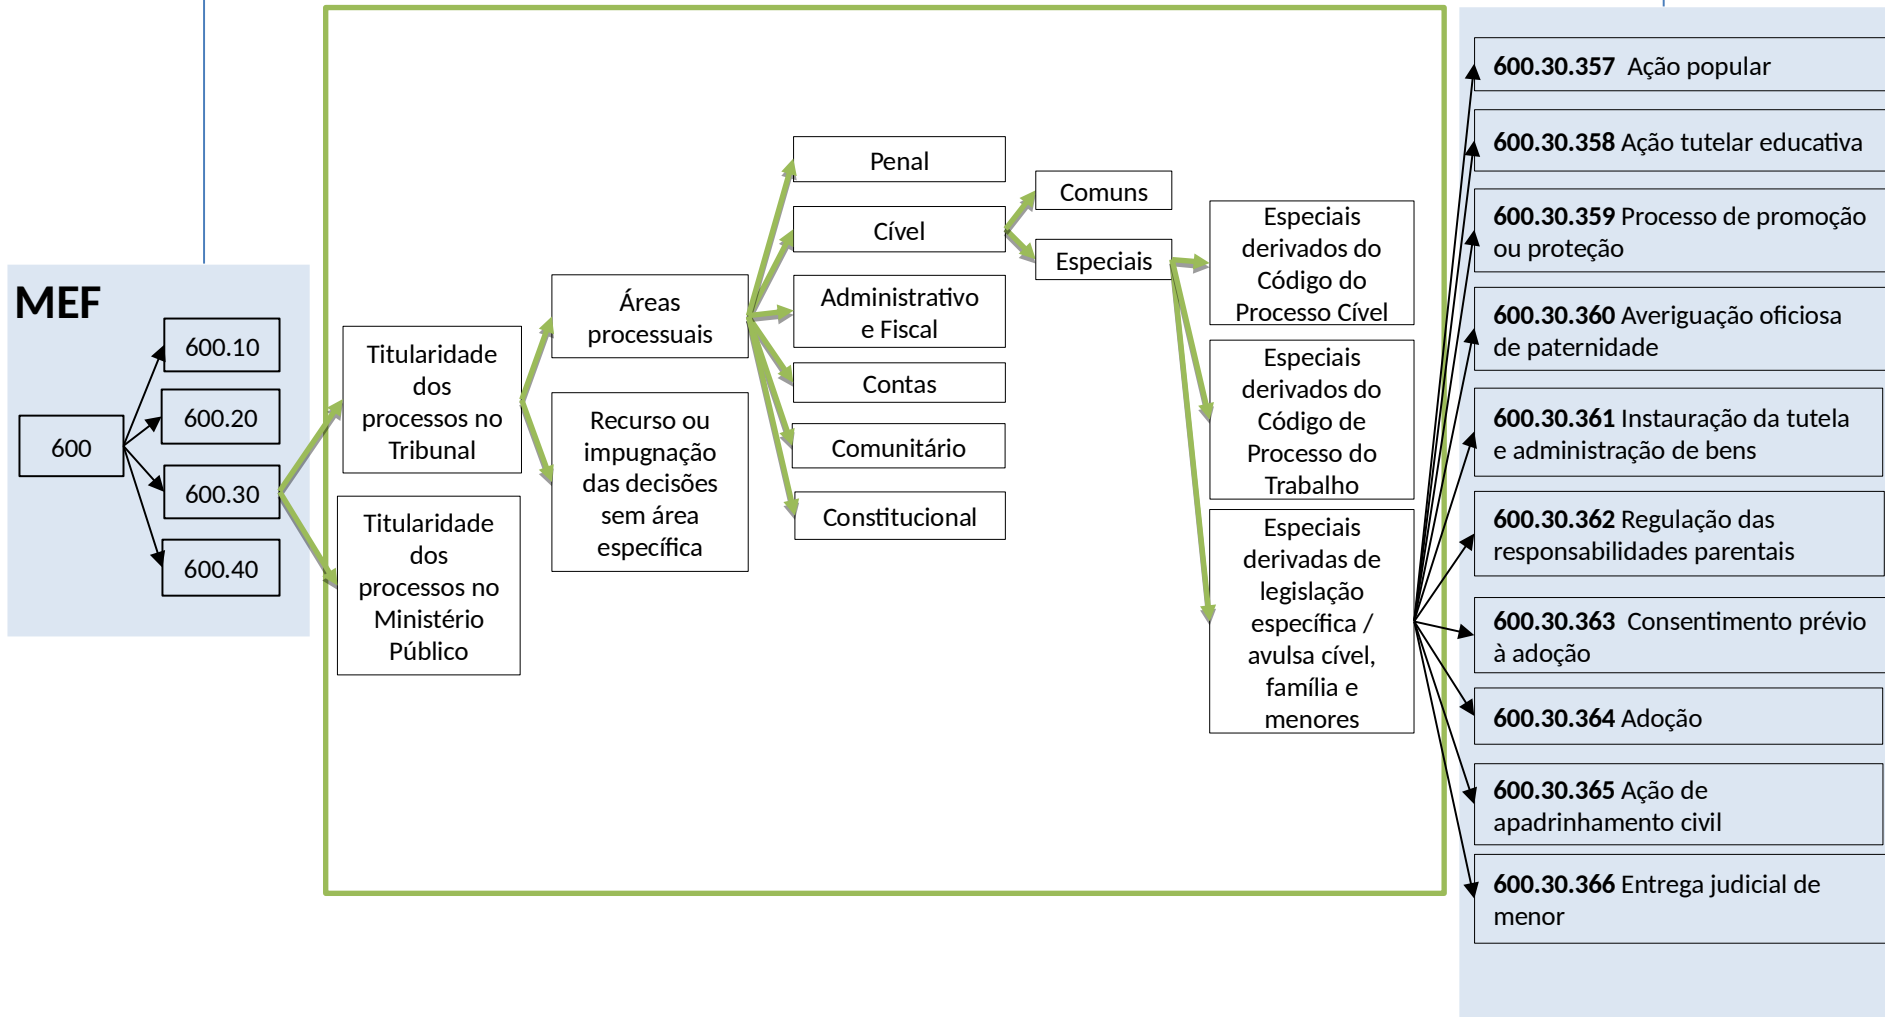 MEF
600
600.10
600.20
600.30
600.40
Titularidade
dos
processos no
Tribunal
Titularidade
dos
processos no
Ministério
Público
Áreas
processuais
Recurso ou
impugnação
das decisões
sem área
específica
Penal
Cível
Administrativo
e Fiscal
Contas
Comunitário
Constitucional
Comuns
Especiais
Especiais
derivados do
Código do
Processo Cível
Especiais
derivados do
Código de
Processo do
Trabalho
Especiais
derivadas de
legislação
específica /
avulsa cível,
família e
menores
600.30.357 Ação popular
600.30.358 Ação tutelar educativa
600.30.359 Processo de promoção
ou proteção
600.30.360 Averiguação oficiosa
de paternidade
600.30.361 Instauração da tutela
e administração de bens
600.30.362 Regulação das
responsabilidades parentais
600.30.363 Consentimento prévio
à adoção
600.30.364 Adoção
600.30.365 Ação de
apadrinhamento civil
600.30.366 Entrega judicial de
menor